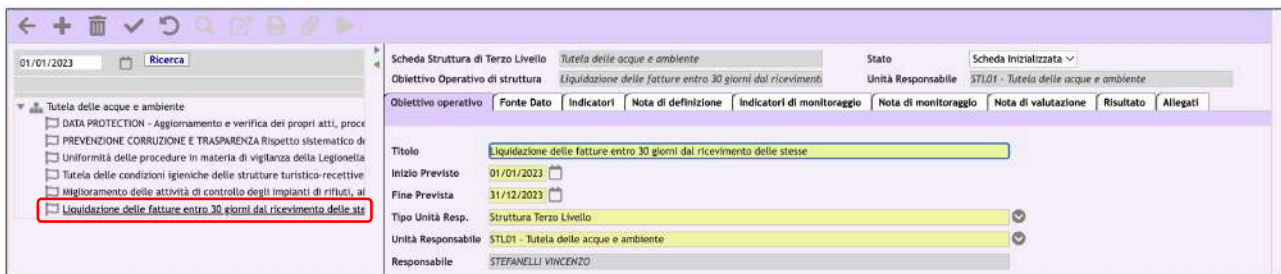 01/01/2023 Ricerca
Tutela delle acque e ambiente
DATA PROTECTION - Aggiornamento e verifica dei propri atti, proce
PREVENZIONE CORRUZIONE E TRASPARENZA Rispetto sistematico de
Uniformità delle procedure in materia di vigilanza della Legionella
Tutela delle condizioni igieniche delle strutture turistico-recettive
Miglioramento delle attività di controllo degli impianti di rifiuti, ai
Liquidazione delle fatture entro 30 giorni dal ricevimento delle ste
Scheda Struttura di Terzo Livello Tutela delle acque e ambiente Stato Scheda Inizializzata
Obiettivo Operativo di struttura Liquidazione delle fatture entro 30 giorni dal ricevimento Unità Responsabile STL01 - Tutela delle acque e ambiente
Obiettivo operativo Fonte Dato Indicatori Nota di definizione Indicatori di monitoraggio Nota di monitoraggio Nota di valutazione Risultato Allegati
Titolo Liquidazione delle fatture entro 30 giorni dal ricevimento delle stesse
Inizio Previsto 01/01/2023
Fine Prevista 31/12/2023
Tipo Unità Resp. Struttura Terzo Livello
Unità Responsabile STL01 - Tutela delle acque e ambiente
Responsabile STEFANELLI VINCENZO